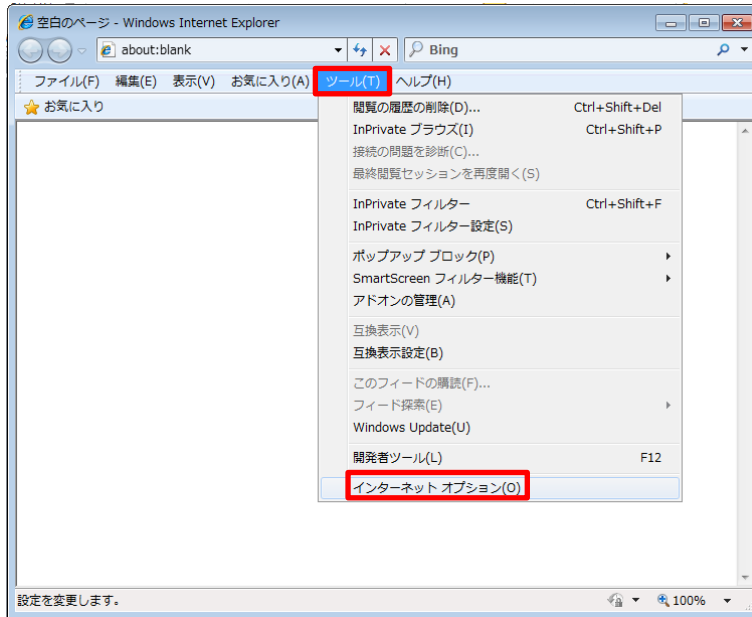 空白のページ - Windows Internet Explorer
about:blank
Bing
ファイル(F) 編集(E) 表示(V) お気に入り(A) ツール(T) ヘルプ(H)
お気に入り
閲覧の履歴の削除(D)... Ctrl+Shift+Del
InPrivate ブラウズ(I) Ctrl+Shift+P
接続の問題を診断(C)...
最終閲覧セッションを再度開く(S)
InPrivate フィルター Ctrl+Shift+F
InPrivate フィルター設定(S)
ポップアップ ブロック(P)
SmartScreen フィルター機能(T)
アドオンの管理(A)
互換表示(V)
互換表示設定(B)
このフィードの購読(F)...
フィード探索(E)
Windows Update(U)
開発者ツール(L) F12
インターネット オプション(O)
設定を変更します。 100%